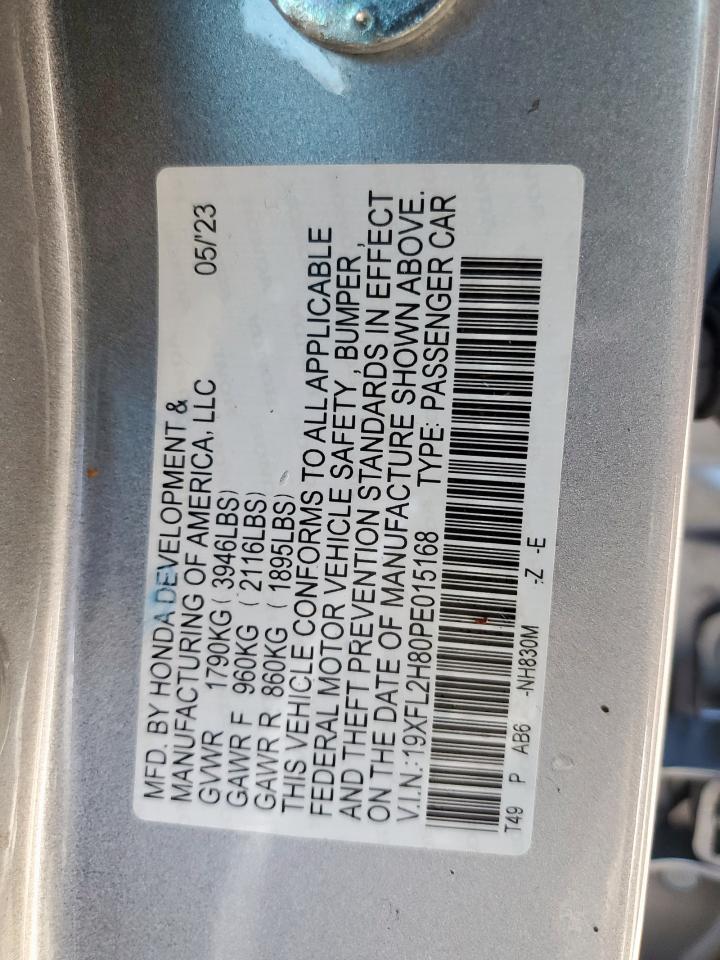 MFD. BY HONDA DEVELOPMENT &
MANUFACTURING OF AMERICA, LLC 05/'23
GVWR 1790KG ( 3946LBS)
GAWR F 960KG ( 2116LBS)
GAWR R 860KG ( 1895LBS)
THIS VEHICLE CONFORMS TO ALL APPLICABLE
FEDERAL MOTOR VEHICLE SAFETY , BUMPER ,
AND THEFT PREVENTION STANDARDS IN EFFECT
ON THE DATE OF MANUFACTURE SHOWN ABOVE.
V.I.N.:19XFL2H80PE015168 TYPE: PASSENGER CAR
T49 P AB6 -NH830M -Z -E